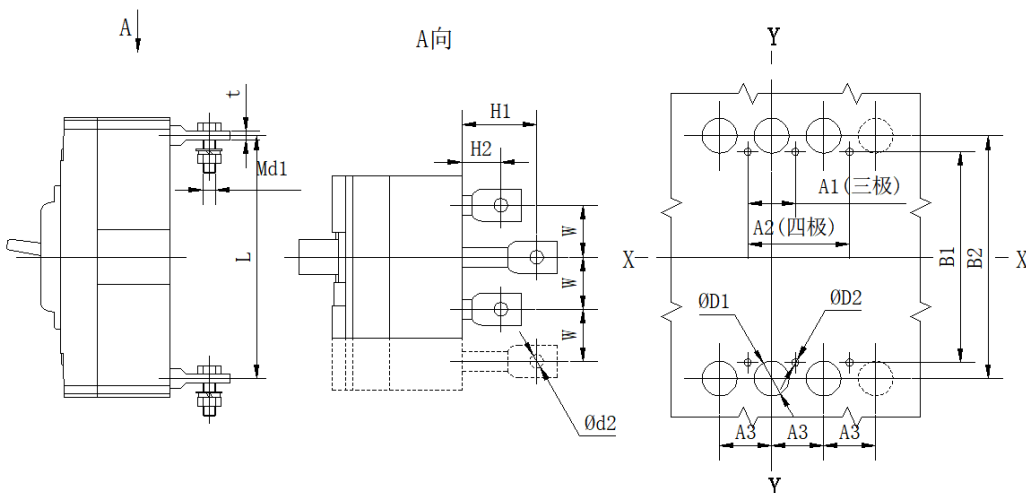 A
A向
t
Md1
L
H1
H2
W
W
W
Ød2
Y
A1(三极)
A2(四极)
B1
B2
X
X
ØD1
ØD2
A3
A3
A3
Y